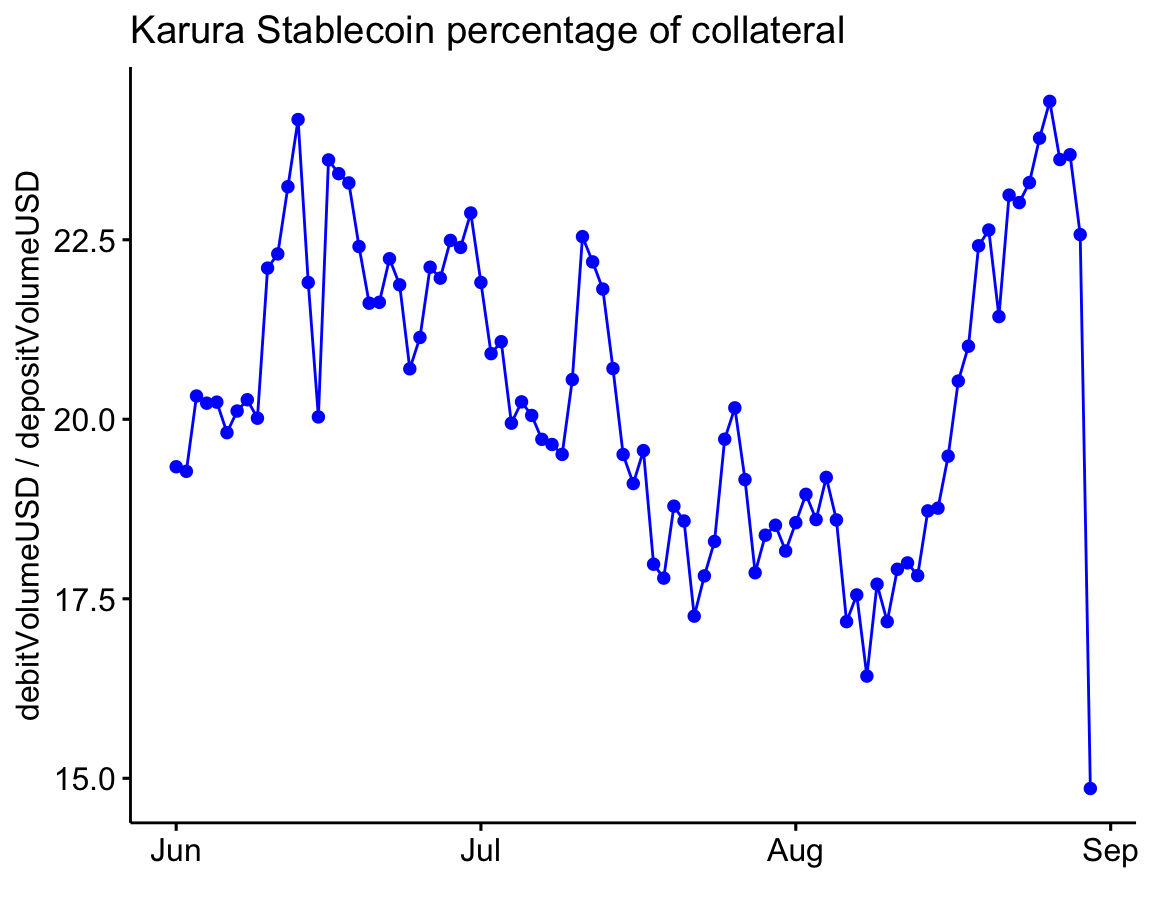 Karura Stablecoin percentage of collateral
debitVolumeUSD / depositVolumeUSD
22.5
20.0
17.5
15.0
Jun
Jul
Aug
Sep